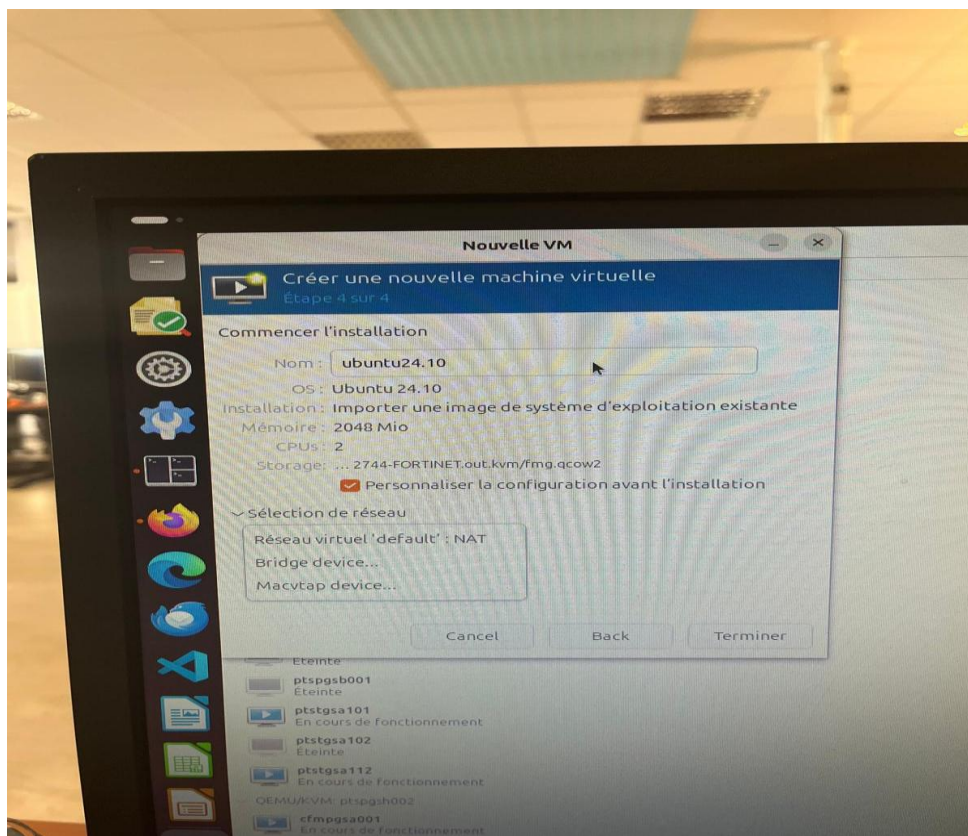 Nouvelle VM
Créer une nouvelle machine virtuelle
Étape 4 sur 4
Commencer l'installation
Nom : ubuntu24.10
OS : Ubuntu 24.10
Installation : Importer une image de système d'exploitation existante
Mémoire : 2048 Mio
CPUs : 2
Storage: ... 2744-FORTINET.out.kvm/fmg.qcow2
Personnaliser la configuration avant l'installation
Sélection de réseau
Réseau virtuel 'default' : NAT
Bridge device...
Macvtap device...
Cancel Back Terminer
Éteinte
ptspgsb001
Éteinte
ptstgsa101
En cours de fonctionnement
ptstgsa102
Éteinte
ptstgsa112
En cours de fonctionnement
QEMU/KVM: ptspgsh002
cfmpgsa001
En cours de fonctionnement